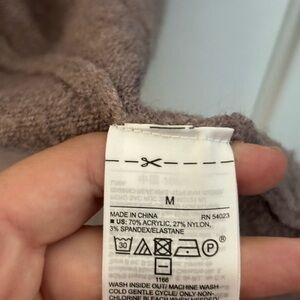 M
MADE IN CHINA RN 54023
■ US: 70% ACRYLIC, 27% NYLON,
3% SPANDEX/ELASTANE
30 P
1166
WASH INSIDE OUT/ MACHINE WASH
COLD GENTLE CYCLE/ ONLY NON-
CHLORINE BLEACH WHEN NEEDED/